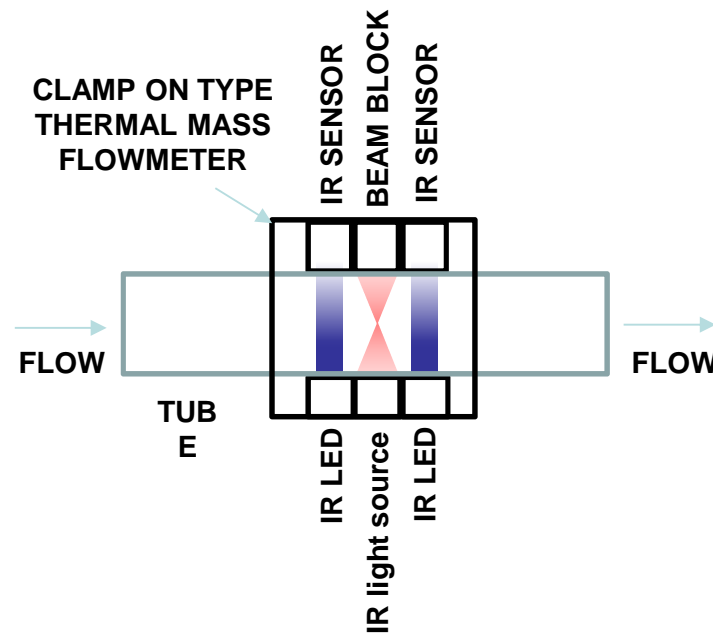 CLAMP ON TYPE
THERMAL MASS
FLOWMETER
IR SENSOR
BEAM BLOCK
IR SENSOR
FLOW
FLOW
TUB
E
IR LED
IR light source
IR LED